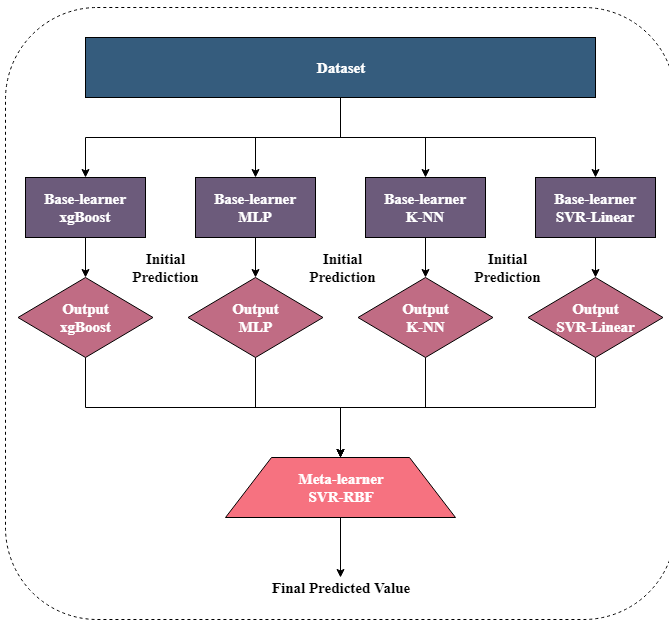 Dataset
Base-learner
xgBoost
Base-learner
MLP
Base-learner
K-NN
Base-learner
SVR-Linear
Initial
Prediction
Initial
Prediction
Initial
Prediction
Output
xgBoost
Output
MLP
Output
K-NN
Output
SVR-Linear
Meta-learner
SVR-RBF
Final Predicted Value